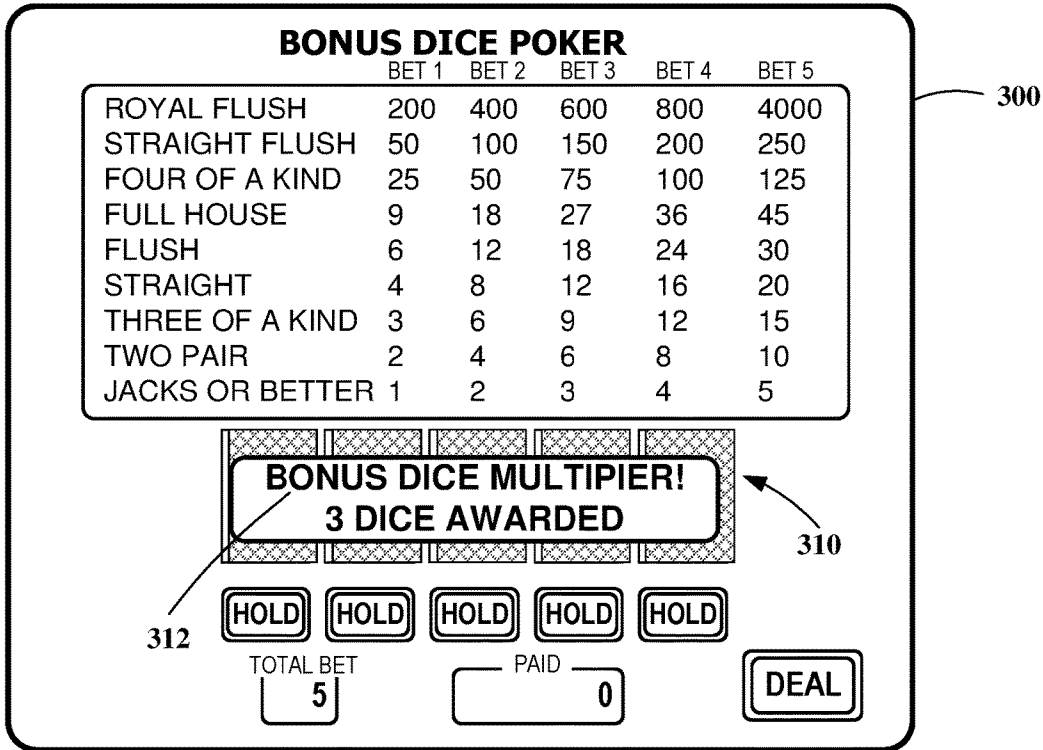 BONUS DICE POKER
BET 1 BET 2 BET 3 BET 4 BET 5
300
ROYAL FLUSH 200 400 600 800 4000
STRAIGHT FLUSH 50 100 150 200 250
FOUR OF A KIND 25 50 75 100 125
FULL HOUSE 9 18 27 36 45
FLUSH 6 12 18 24 30
STRAIGHT 4 8 12 16 20
THREE OF A KIND 3 6 9 12 15
TWO PAIR 2 4 6 8 10
JACKS OR BETTER 1 2 3 4 5
BONUS DICE MULTIPIER!
3 DICE AWARDED
310
HOLD HOLD HOLD HOLD HOLD
312
TOTAL BET PAID
5 0 DEAL